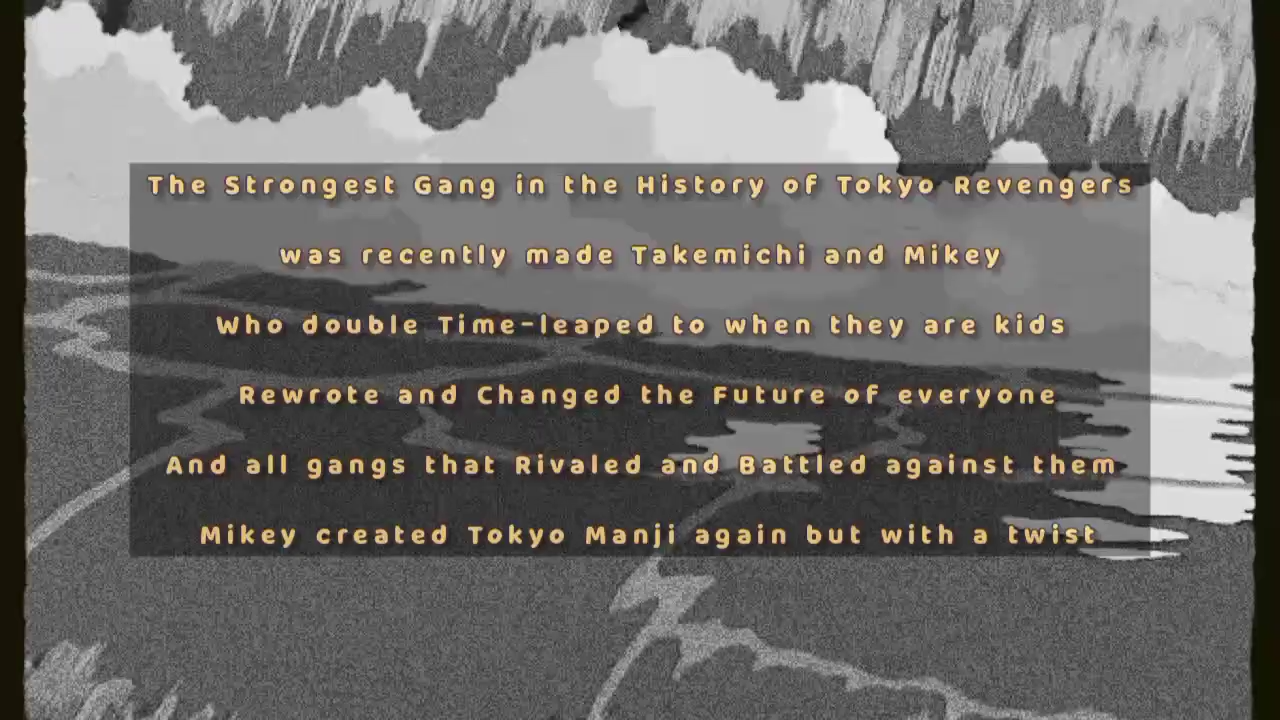 The Strongest Gang in the History of Tokyo Revengers
was recently made Takemichi and Mikey
Who double Time-leaped to when they are kids
Rewrote and Changed the Future of everyone
And all gangs that Rivaled and Battled against them
Mikey created Tokyo Manji again but with a twist